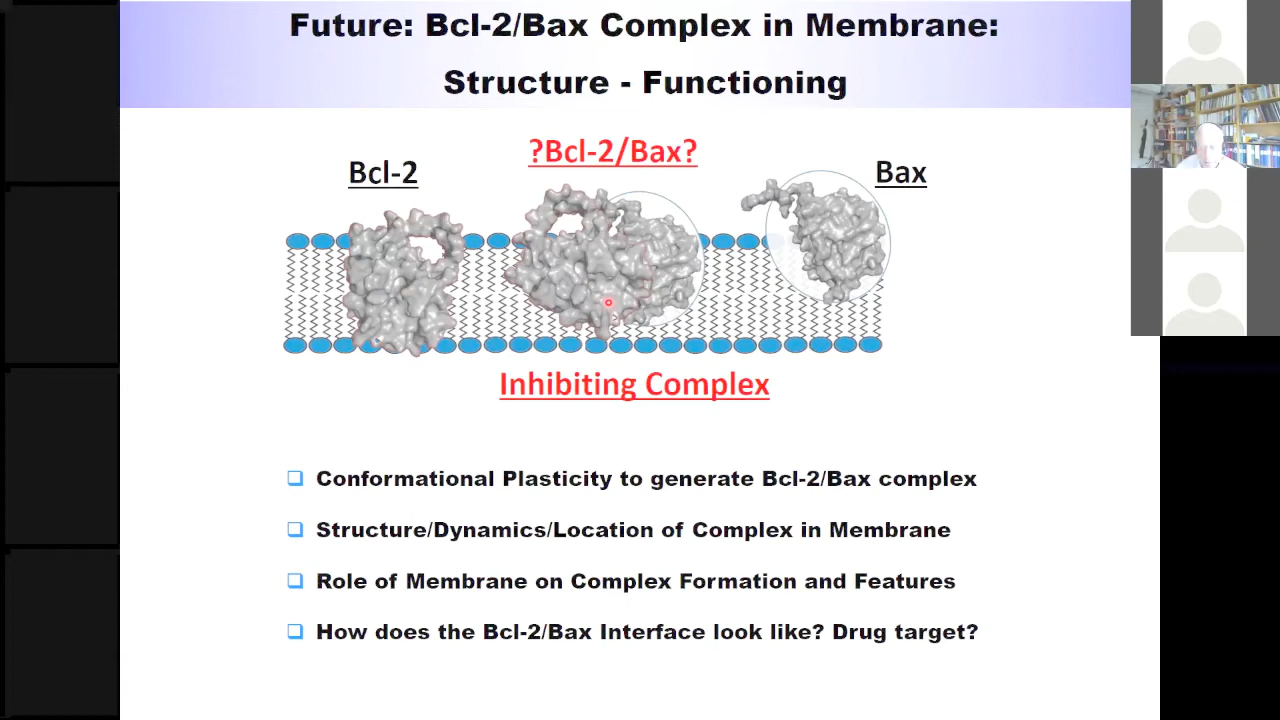 Future: Bcl-2/Bax Complex in Membrane:
Structure - Functioning
?Bcl-2/Bax?
Bcl-2
Bax
Inhibiting Complex
Conformational Plasticity to generate Bcl-2/Bax complex
Structure/Dynamics/Location of Complex in Membrane
Role of Membrane on Complex Formation and Features
How does the Bcl-2/Bax Interface look like? Drug target?